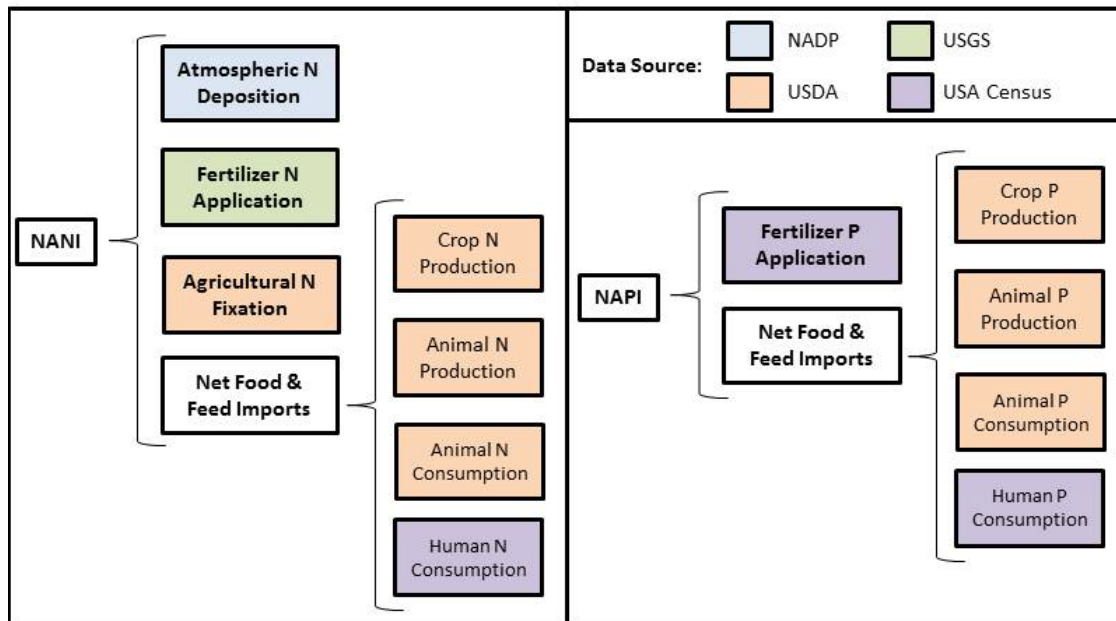 NANI
Atmospheric N
Deposition
Fertilizer N
Application
Agricultural N
Fixation
Net Food &
Feed Imports
Crop N
Production
Animal N
Production
Animal N
Consumption
Human N
Consumption
Data Source:
NADP
USGS
USDA
USA Census
NAPI
Fertilizer P
Application
Net Food &
Feed Imports
Crop P
Production
Animal P
Production
Animal P
Consumption
Human P
Consumption